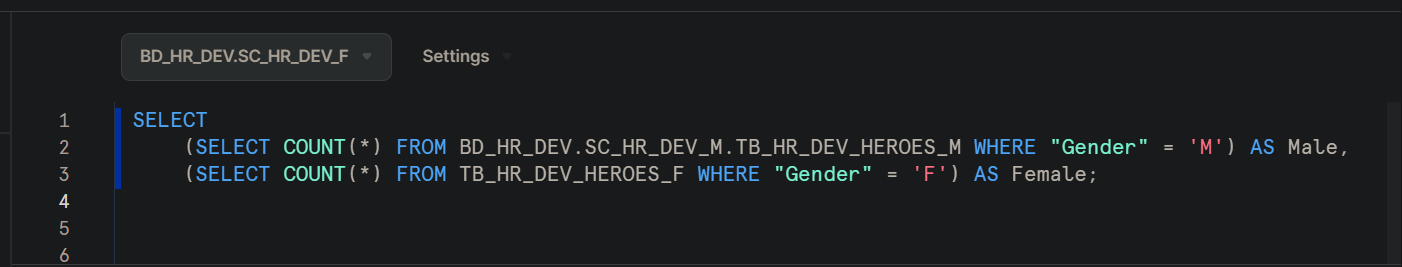 BD_HR_DEV.SC_HR_DEV_F Settings
1 SELECT
2 (SELECT COUNT(*) FROM BD_HR_DEV.SC_HR_DEV_M.TB_HR_DEV_HEROES_M WHERE "Gender" = 'M') AS Male,
3 (SELECT COUNT(*) FROM TB_HR_DEV_HEROES_F WHERE "Gender" = 'F') AS Female;
4
5
6